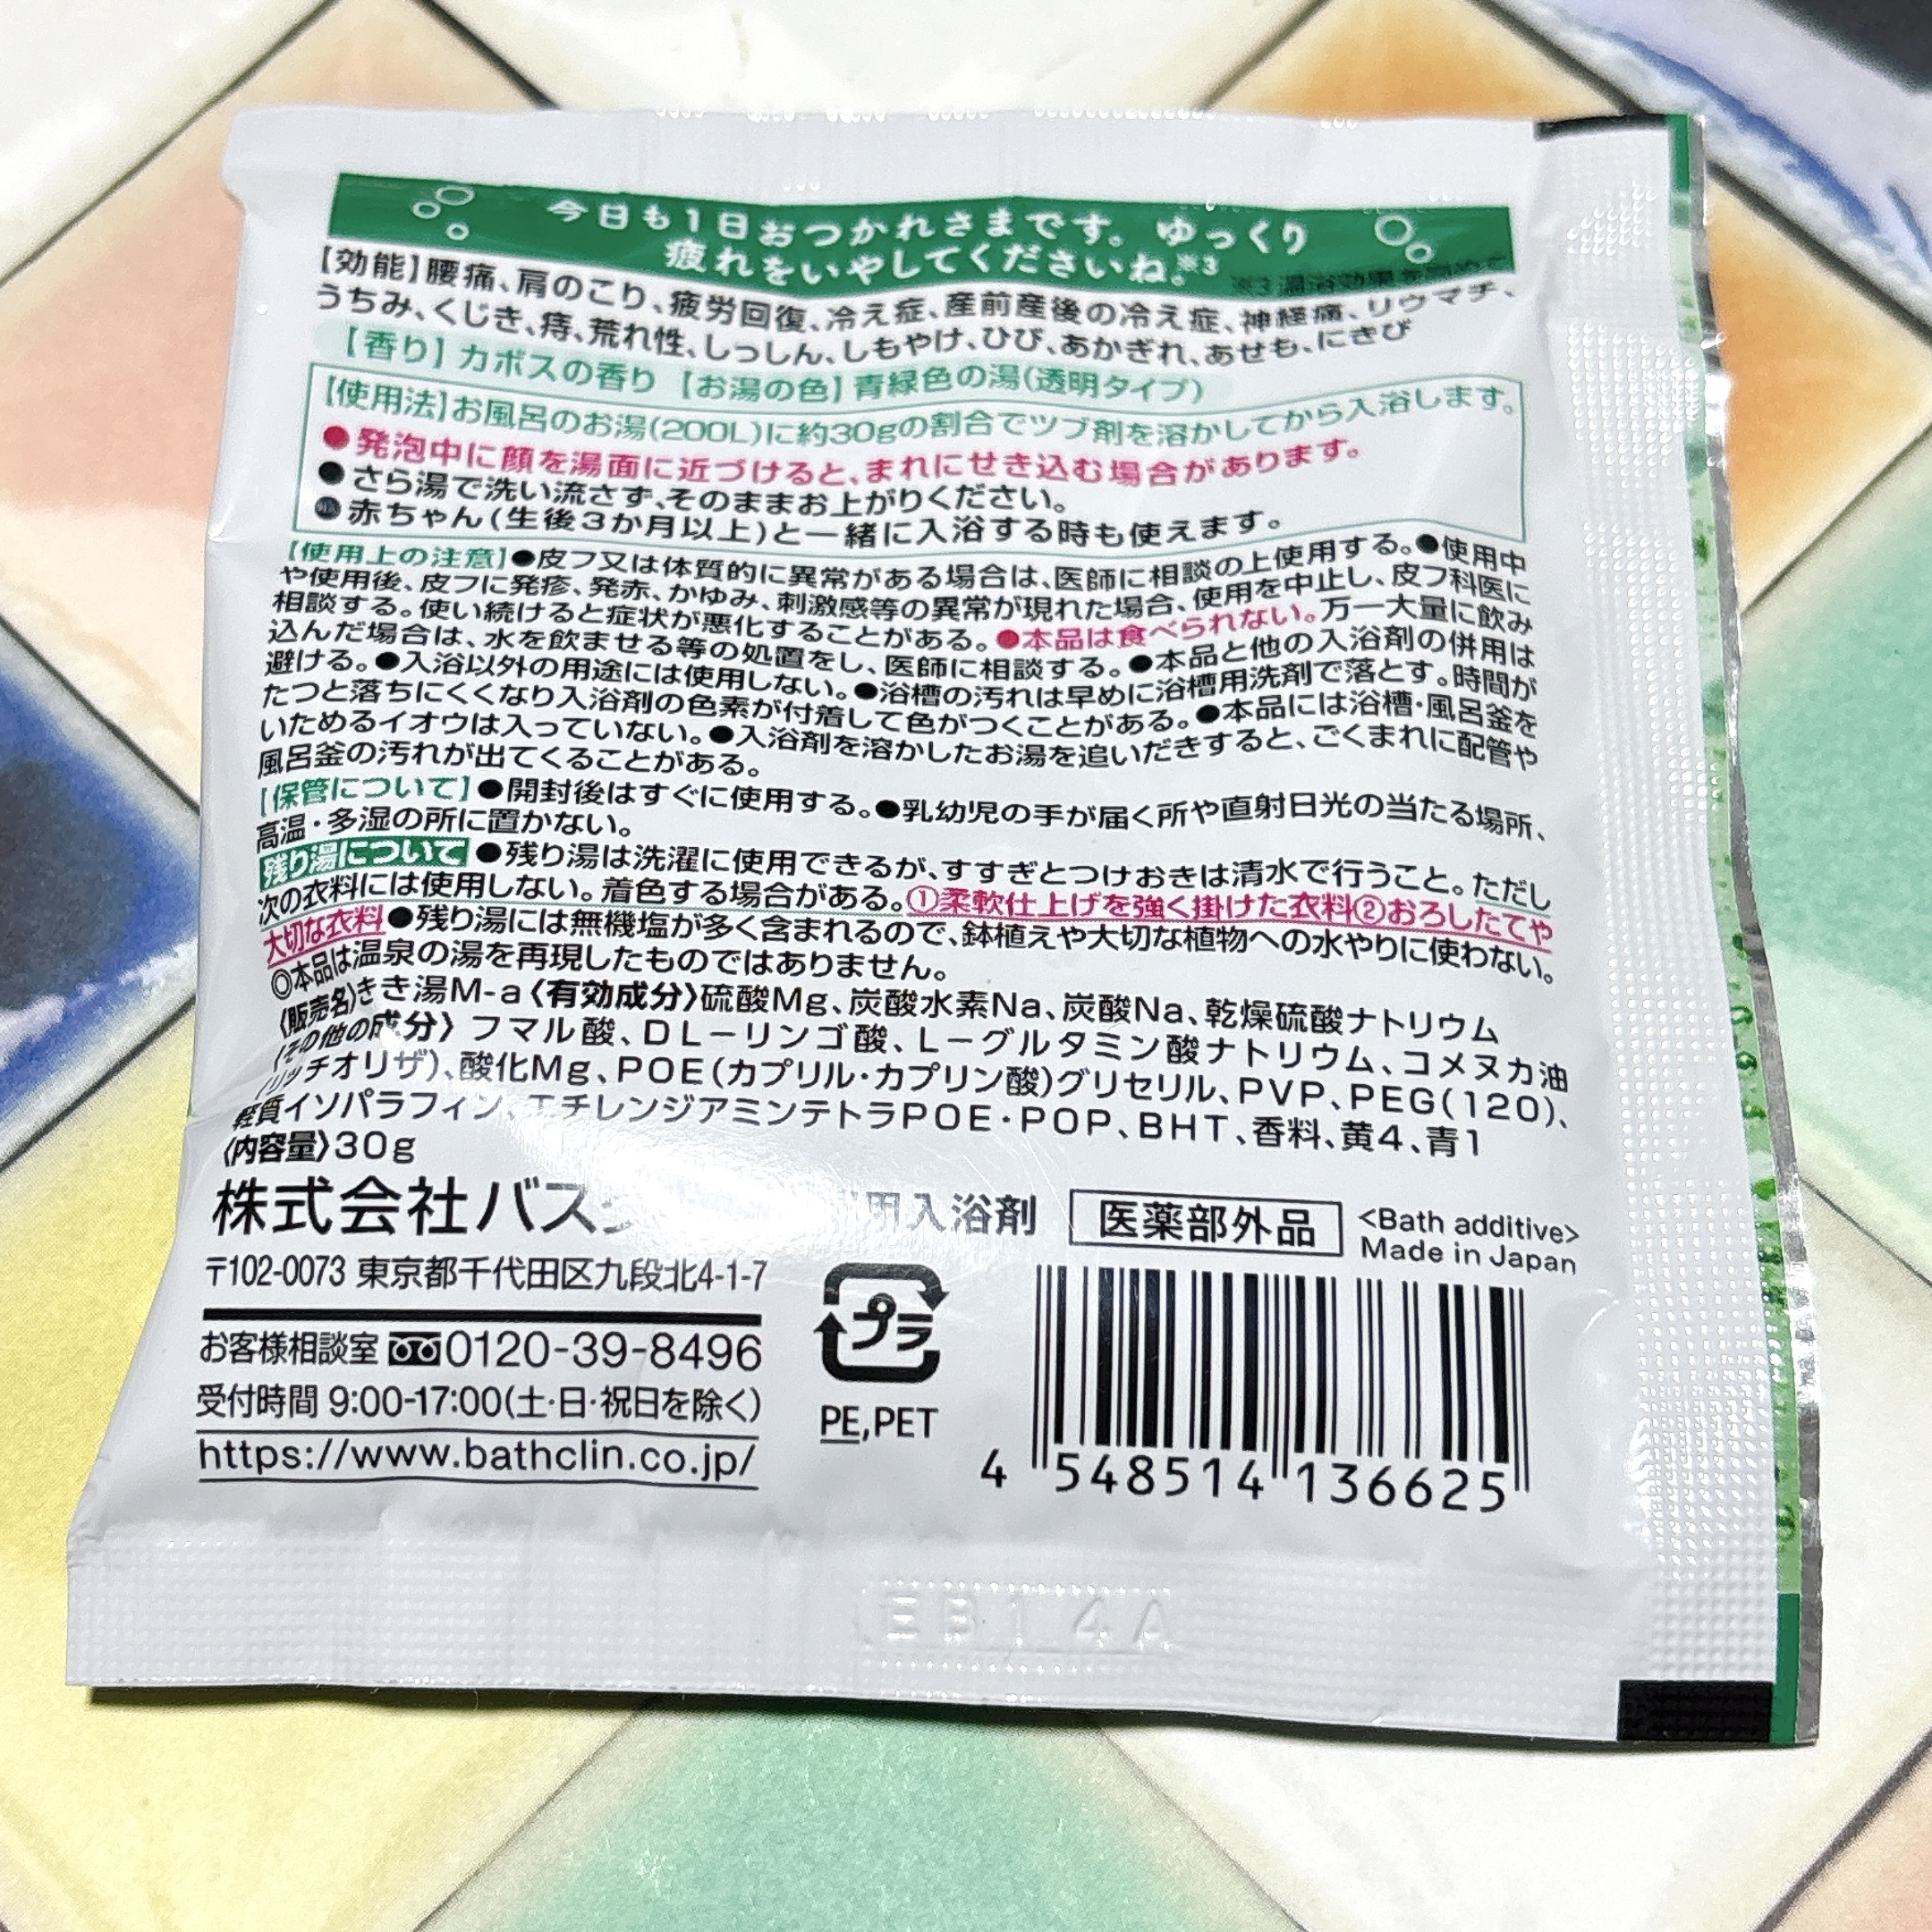 今日も1日おつかれさまです。ゆっくり
疲れをいやしてくださいね。※3
※3 温浴効果を高めた
【効能】腰痛、肩のこり、疲労回復、冷え症、産前産後の冷え症、神経痛、リウマチ、
うちみ、くじき、痔、荒れ性、しっしん、しもやけ、ひび、あかぎれ、あせも、にきび
【香り】カボスの香り 【お湯の色】青緑色の湯(透明タイプ)
【使用法】お風呂のお湯(200L)に約30gの割合でツブ剤を溶かしてから入浴します。
●発泡中に顔を湯面に近づけると、まれにせき込む場合があります。
●さら湯で洗い流さず、そのままお上がりください。
●赤ちゃん(生後3か月以上)と一緒に入浴する時も使えます。
【使用上の注意】●皮フ又は体質的に異常がある場合は、医師に相談の上使用する。●使用中
や使用後、皮フに発疹、発赤、かゆみ、刺激感等の異常が現れた場合、使用を中止し、皮フ科医に
相談する。使い続けると症状が悪化することがある。●本品は食べられない。万一大量に飲み
込んだ場合は、水を飲ませる等の処置をし、医師に相談する。●本品と他の入浴剤の併用は
避ける。●入浴以外の用途には使用しない。●浴槽の汚れは早めに浴槽用洗剤で落とす。時間が
たつと落ちにくくなり入浴剤の色素が付着して色がつくことがある。●本品には浴槽・風呂釜を
いためるイオウは入っていない。●入浴剤を溶かしたお湯を追いだきすると、ごくまれに配管や
風呂釜の汚れが出てくることがある。
【保管について】●開封後はすぐに使用する。●乳幼児の手が届く所や直射日光の当たる場所、
高温・多湿の所に置かない。
残り湯について ●残り湯は洗濯に使用できるが、すすぎとつけおきは清水で行うこと。ただし
次の衣料には使用しない。着色する場合がある。①柔軟仕上げを強く掛けた衣料②おろしたてや
大切な衣料●残り湯には無機塩が多く含まれるので、鉢植えや大切な植物への水やりに使わない。
◎本品は温泉の湯を再現したものではありません。
〈販売名〉きき湯M-a〈有効成分〉硫酸Mg、炭酸水素Na、炭酸Na、乾燥硫酸ナトリウム
〈その他の成分〉フマル酸、DL-リンゴ酸、L-グルタミン酸ナトリウム、コメヌカ油
(リッチオリザ)、酸化Mg、POE(カプリル・カプリン酸)グリセリル、PVP、PEG(120)、
軽質イソパラフィン、エチレンジアミンテトラPOE・POP、BHT、香料、黄4、青1
〈内容量〉30g
株式会社バス 用入浴剤 医薬部外品 <Bath additive>
Made in Japan
〒102-0073 東京都千代田区九段北4-1-7
お客様相談室 0120-39-8496
受付時間 9:00-17:00(土・日・祝日を除く)
https://www.bathclin.co.jp/
プラ
PE,PET
4 548514 136625
EB14A